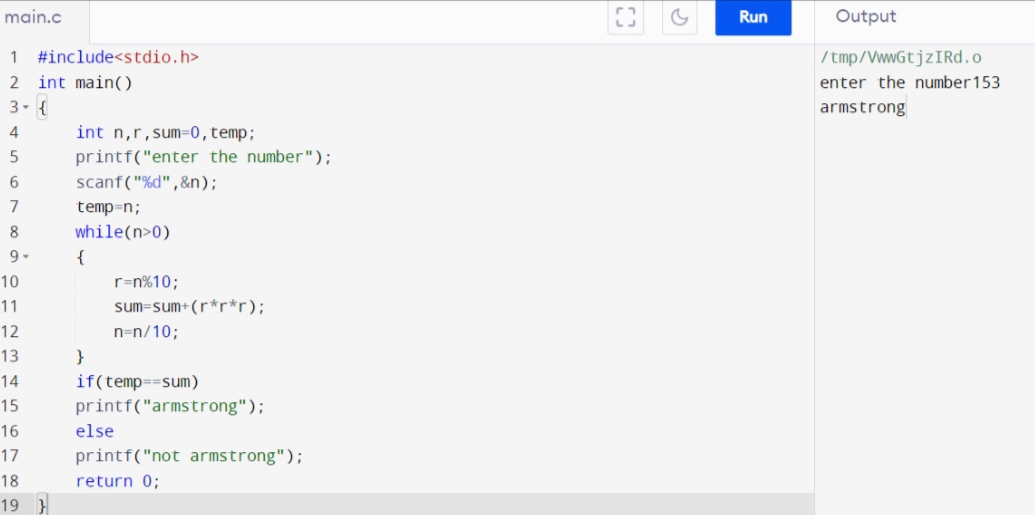 main.c Run Output
1 #include<stdio.h>
2 int main()
3 {
4 int n,r,sum=0,temp;
5 printf("enter the number");
6 scanf("%d",&n);
7 temp=n;
8 while(n>0)
9 {
10 r=n%10;
11 sum=sum+(r*r*r);
12 n=n/10;
13 }
14 if(temp==sum)
15 printf("armstrong");
16 else
17 printf("not armstrong");
18 return 0;
19 }
/tmp/VwwGtjzIRd.o
enter the number153
armstrong